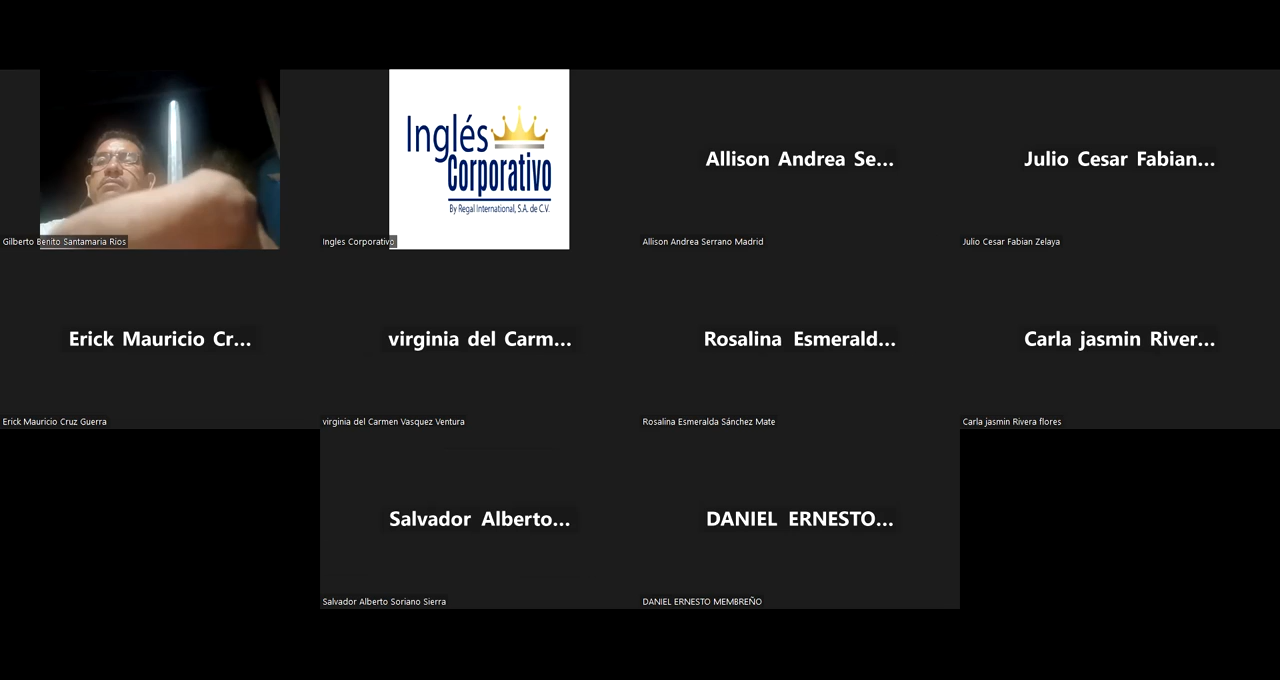 Inglés
Corporativo
By Regal International, S.A. de C.V.
Allison Andrea Se...
Julio Cesar Fabian...
Gilberto Benito Santamaria Rios
Ingles Corporativo
Allison Andrea Serrano Madrid
Julio Cesar Fabian Zelaya
Erick Mauricio Cr...
virginia del Carm...
Rosalina Esmerald...
Carla jasmin River...
Erick Mauricio Cruz Guerra
virginia del Carmen Vasquez Ventura
Rosalina Esmeralda Sánchez Mate
Carla jasmin Rivera flores
Salvador Alberto...
DANIEL ERNESTO...
Salvador Alberto Soriano Sierra
DANIEL ERNESTO MEMBREÑO